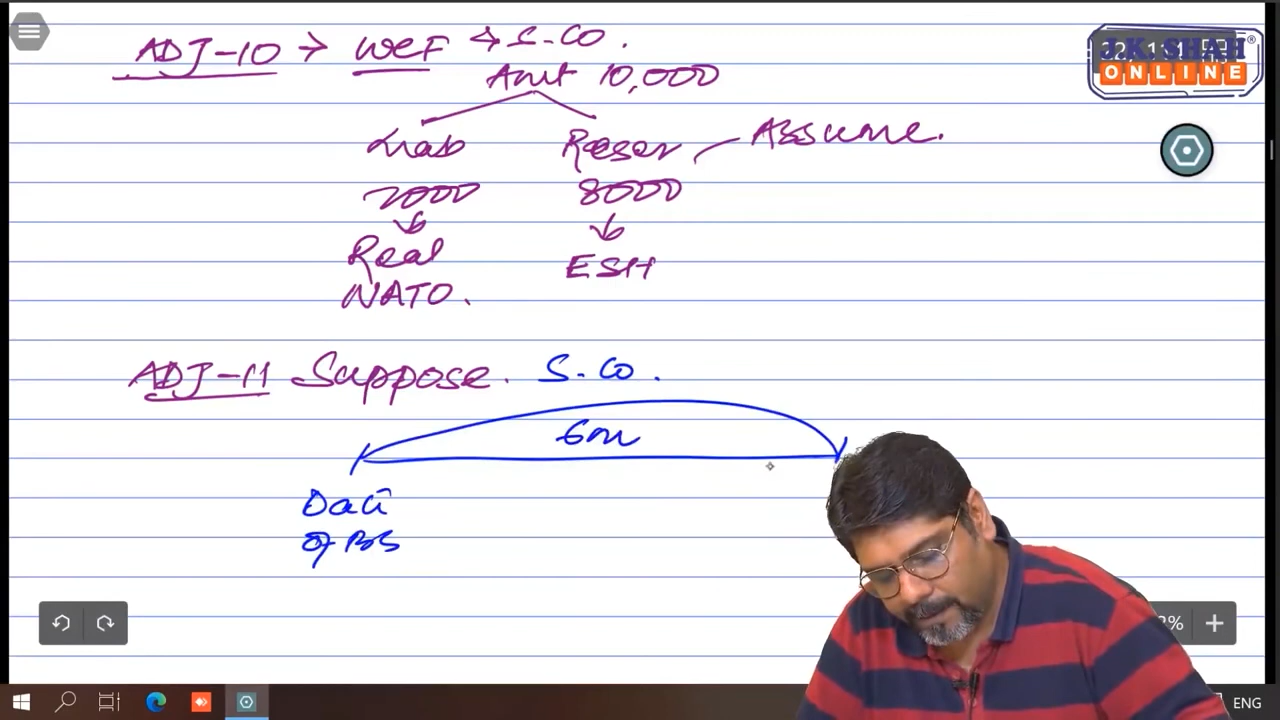 ADJ-10 → WCF → S.CO.
Amt 10,000
Liab Reser Assume.
2000 8000
Real ESH
NATO.
ADJ-11 Suppose. S.CO.
6m
Date
of BS
J.K. SHAH®
ONLINE
%
ENG